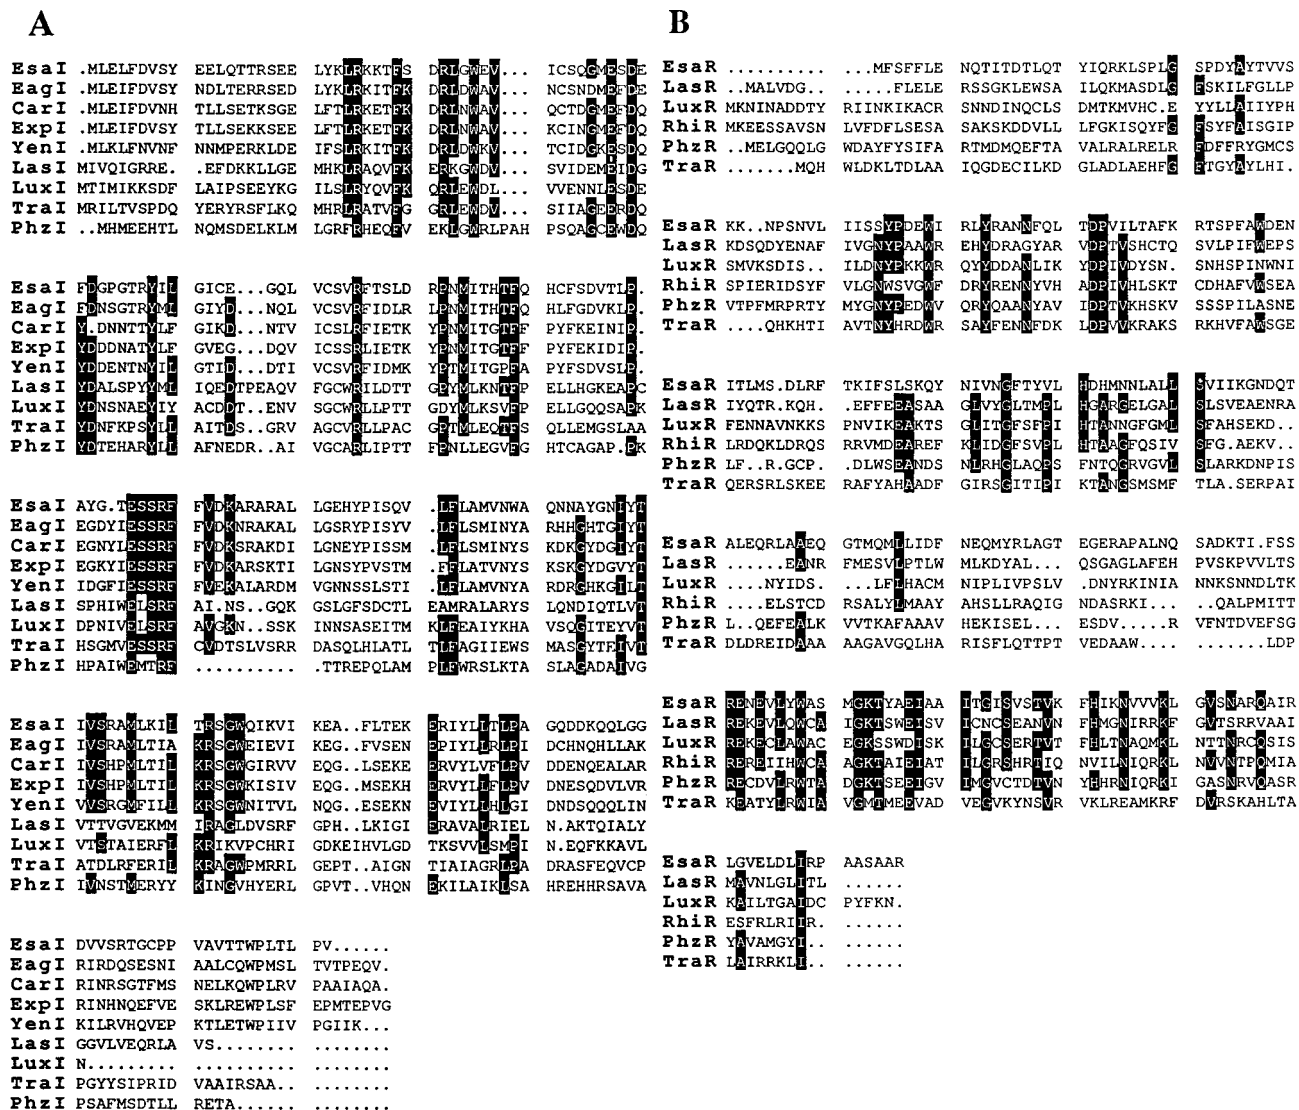 A
EsaI .MLELFDVSY EELQTTRSEE LYKLRKKTFS DRLGWEV... ICSQGMESDE
EagI .MLEIFDVSY NDLTERRSED LYKLRKITFK DRLDWAV... NCSNDMEFDE
CarI .MLEIFDVNH TLLSETKSGE LFTLRKETFK DRLNWAV... QCTDGMEFDQ
ExpI .MLEIFDVSY TLLSEKKSEE LFTLRKETFK DRLNWAV... KCINGMEFDQ
YenI .MLKLFNVNF NNMPERKLDE IFSLRKITFK DRLDWKV... TCIDGKESDQ
LasI MIVQIGRRE. .EFDKKLLGE MHKLRAQVFK ERKGWDV... SVIDEMEIDG
LuxI MTIMIKKSDF LAIPSEEYKG ILSLRYQVFK QRLEWDL.. VVENNLESDE
TraI MRILTVSPDQ YERYRSFLKQ MHRLRATVFG GRLEWDV... SIIAGEERDQ
PhzI ..MHMEEHTL NQMSDELKLM LGRFRHEQFV EKLGWRLPAH PSQAGCEWDQ
EsaI FDGPGTRYIL GICE...GQL VCSVRFTSLD RPNMITHTFQ HCFSDVTLP.
EagI FDNSGTRYML GIYD...NQL VCSVRFIDLR LPNMITHTFQ HLFGDVKLP.
CarI Y.DNNTTYLF GIKD...NTV ICSLRFIETK YPNMITGTFF PYFKEINIP.
ExpI YDDDNATYLF GVEG...DQV ICSSRLIETK YPNMITGTFF PYFEKIDIP.
YenI YDDENTNYIL GTID...DTV VCSVRFIDMK YPTMITGPFA PYFSDVSLP.
LasI YDALSPYYML IQEDTPEAQV FGCWRILDTT GPYMLKNTFP ELLHGKEAPC
LuxI YDNSNAEYIY ACDDT..ENV SGCWRLLPTT GDYMLKSVFP ELLGQQSAPK
TraI YDNFKPSYLL AITDS..GRV AGCVRLLPAC GPTMLEQTFS QLLEMGSLAA
PhzI YDTEHARYLL AFNEDR..AI VGCARLIPTT FPNLLEGVFG HTCAGAP.PK
EsaI AYG.TESSRF FVDKARARAL LGEHYPISQV .LFLAMVNWA QNNAYGNIYT
EagI EGDYIESSRF FVDKNRAKAL LGSRYPISYV .LFLSMINYA RHHGHTGIYT
CarI EGNYLESSRF FVDKSRAKDI LGNEYPISSM .LFLSMINYS KDKGYDGIYT
ExpI EGKYIESSRF FVDKARSKTI LGNSYPVSTM .FFLATVNYS KSKGYDGVYT
YenI IDGFIESSRF FVEKALARDM VGNNSSLSTI .LFLAMVNYA RDRGHKGILT
LasI SPHIWELSRF AI.NS.GQK GSLGFSDCTL EAMRALARYS LQNDIQTLVT
LuxI DPNIVELSRF AVGKN..SSK INNSASEITM KLFEAIYKHA VSQGITEYVT
TraI HSGMVESSRF CVDTSLVSRR DASQLHLATL TLFAGIIEWS MASGYTEIVT
PhzI HPAIWEMTRF .......... .TTREPQLAM PLFWRSLKTA SLAGADAIVG
EsaI IVSRAMLKIL TRSGWQIKVI KEA..FLTEK ERIYLLTLPA GQDDKQQLGG
EagI IVSRAMLTIA KRSGWEIEVI KEG..FVSEN EPIYLLRLPI DCHNQHLLAK
CarI IVSHPMLTIL KRSGWGIRVV EQG..LSEKE ERVYLVFLPV DDENQEALAR
ExpI IVSHPMLTIL KRSGWKISIV EQG..MSEKH ERVYLLFLPV DNESQDVLVR
YenI VVSRGMFILL KRSGWNITVL NQG..ESEKN EVIYLLHLGI DNDSQQQLIN
LasI VTTVGVEKMM IRAGLDVSRF GPH..LKIGI ERAVALRIEL N.AKTQIALY
LuxI VTSTAIERFL KRIKVPCHRI GDKEIHVLGD TKSVVLSMPI N.EQFKKAVL
TraI ATDLRFERIL KRAGWPMRRL GEPT..AIGN TIAIAGRLPA DRASFEQVCP
PhzI IVNSTMERYY KINGVHYERL GPVT..VHQN EKILAIKLSA HREHHRSAVA
EsaI DVVSRTGCPP VAVTTWPLTL PV......
EagI RIRDQSESNI AALCQWPMSL TVTPEQV.
CarI RINRSGTFMS NELKQWPLRV PAAIAQA.
ExpI RINHNQEFVE SKLREWPLSF EPMTEPVG
YenI KILRVHQVEP KTLETWPIIV PGIIK...
LasI GGVLVEQRLA VS........ ........
LuxI N......... .......... ........
TraI PGYYSIPRID VAAIRSAA.. ........
PhzI PSAFMSDTLL RETA...... ........
B
EsaR .......... ....MFSFFLE NQTITDTLQT YIQRKLSPLG SPDYAYTVVS
LasR ..MALVDG.. ...FLELE RSSGKLEWSA ILQKMASDLG FSKILFGLLP
LuxR MKNINADDTY RIINKIKACR SNNDINQCLS DMTKMVHC.E YYLLAIIYPH
RhiR MKEESSAVSN LVFDFLSESA SAKSKDDVLL LFGKISQYFG FSYFAISGIP
PhzR ..MELGQQLG WDAYFYSIFA RTMDMQEFTA VALRALRELR FDFFRYGMCS
TraR .......MQH WLDKLTDLAA IQGDECILKD GLADLAEHFG FTGYAYLHI.
EsaR KK..NPSNVL IISSYPDEWI RLYRANNFQL TDPVILTAFK RTSPFAWDEN
LasR KDSQDYENAF IVGNYPAAWR EHYDRAGYAR VDPTVSHCTQ SVLPIFWEPS
LuxR SMVKSDIS.. ILDNYPKKWR QYYDDANLIK YDPIVDYSN. SNHSPINWNI
RhiR SPIERIDSYF VLGNWSVGWF DRYRENNYVH ADPIVHLSKT CDHAFVWSEA
PhzR VTPFMRPRTY MYGNYPEDWV QRYQAANYAV IDPTVKHSKV SSSPILASNE
TraR ....QHKHTI AVTNYHRDWR SAYFENNFDK LDPVVKRAKS RKHVFAWSGE
EsaR ITLMS.DLRF TKIFSLSKQY NIVNGFTYVL HDHMNNLALL SVIIKGNDQT
LasR IYQTR.KQH. .EFFEEASAA GLVYGLTMPL HGARGELGAL SLSVEAENRA
LuxR FENNAVNKKS PNVIKEAKTS GLITGFSFPI HTANNGFGML SFAHSEKD..
RhiR LRDQKLDRQS RRVMDEAREF KLIDGFSVPL HTAAGFQSIV SFG.AEKV..
PhzR LF..R.GCP. .DLWSEANDS NLRHGLAQPS FNTQGRVGVL SLARKDNPIS
TraR QERSRLSKEE RAFYAHAADF GIRSGITIPI KTANGSMSMF TLA.SERPAI
EsaR ALEQRLAAEQ GTMQMLLIDF NEQMYRLAGT EGERAPALNQ SADKTI.FSS
LasR ......EANR FMESVLPTLW MLKDYAL... QSGAGLAFEH PVSKPVVLTS
LuxR ....NYIDS. ...LFLHACM NIPLIVPSLV .DNYRKINIA NNKSNNDLTK
RhiR ....ELSTCD RSALYLMAAY AHSLLRAQIG NDASRKI... ..QALPMITT
PhzR ..LQEFEALK VVTKAFAAAV HEKISEL... ESDV.....R VFNTDVEFSG
TraR DLDREIDAAA AAGAVGQLHA RISFLQTTPT VEDAAW.... .......LDP
EsaR RENEVLYWAS MGKTYAEIAA ITGISVSTVK FHIKNVVVKL GVSNARQAIR
LasR REKEVLQWCA IGKTSWEISV ICNCSEANVN FHMGNIRRKF GVTSRRVAAI
LuxR REKECLAWAC EGKSSWDISK ILGCSERTVT FHLTNAQMKL NTTNRCQSIS
RhiR REREIIHWCA AGKTAIEIAT ILGRSHRTIQ NVILNIQRKL NVVNTPQMIA
PhzR RECDVLRWTA DGKTSEEIGV IMGVCTDTVN YHHRNIQRKI GASNRVQASR
TraR KEATYLRWIA VGMTMEEVAD VEGVKYNSVR VKLREAMKRF DVRSKAHLTA
EsaR LGVELDLIRP AASAAR
LasR MAVNLGLITL ......
LuxR KAILTGAIDC PYFKN.
RhiR ESFRLRIIR. ......
PhzR YAVAMGYI.. ......
TraR LAIRRKLI.. ......